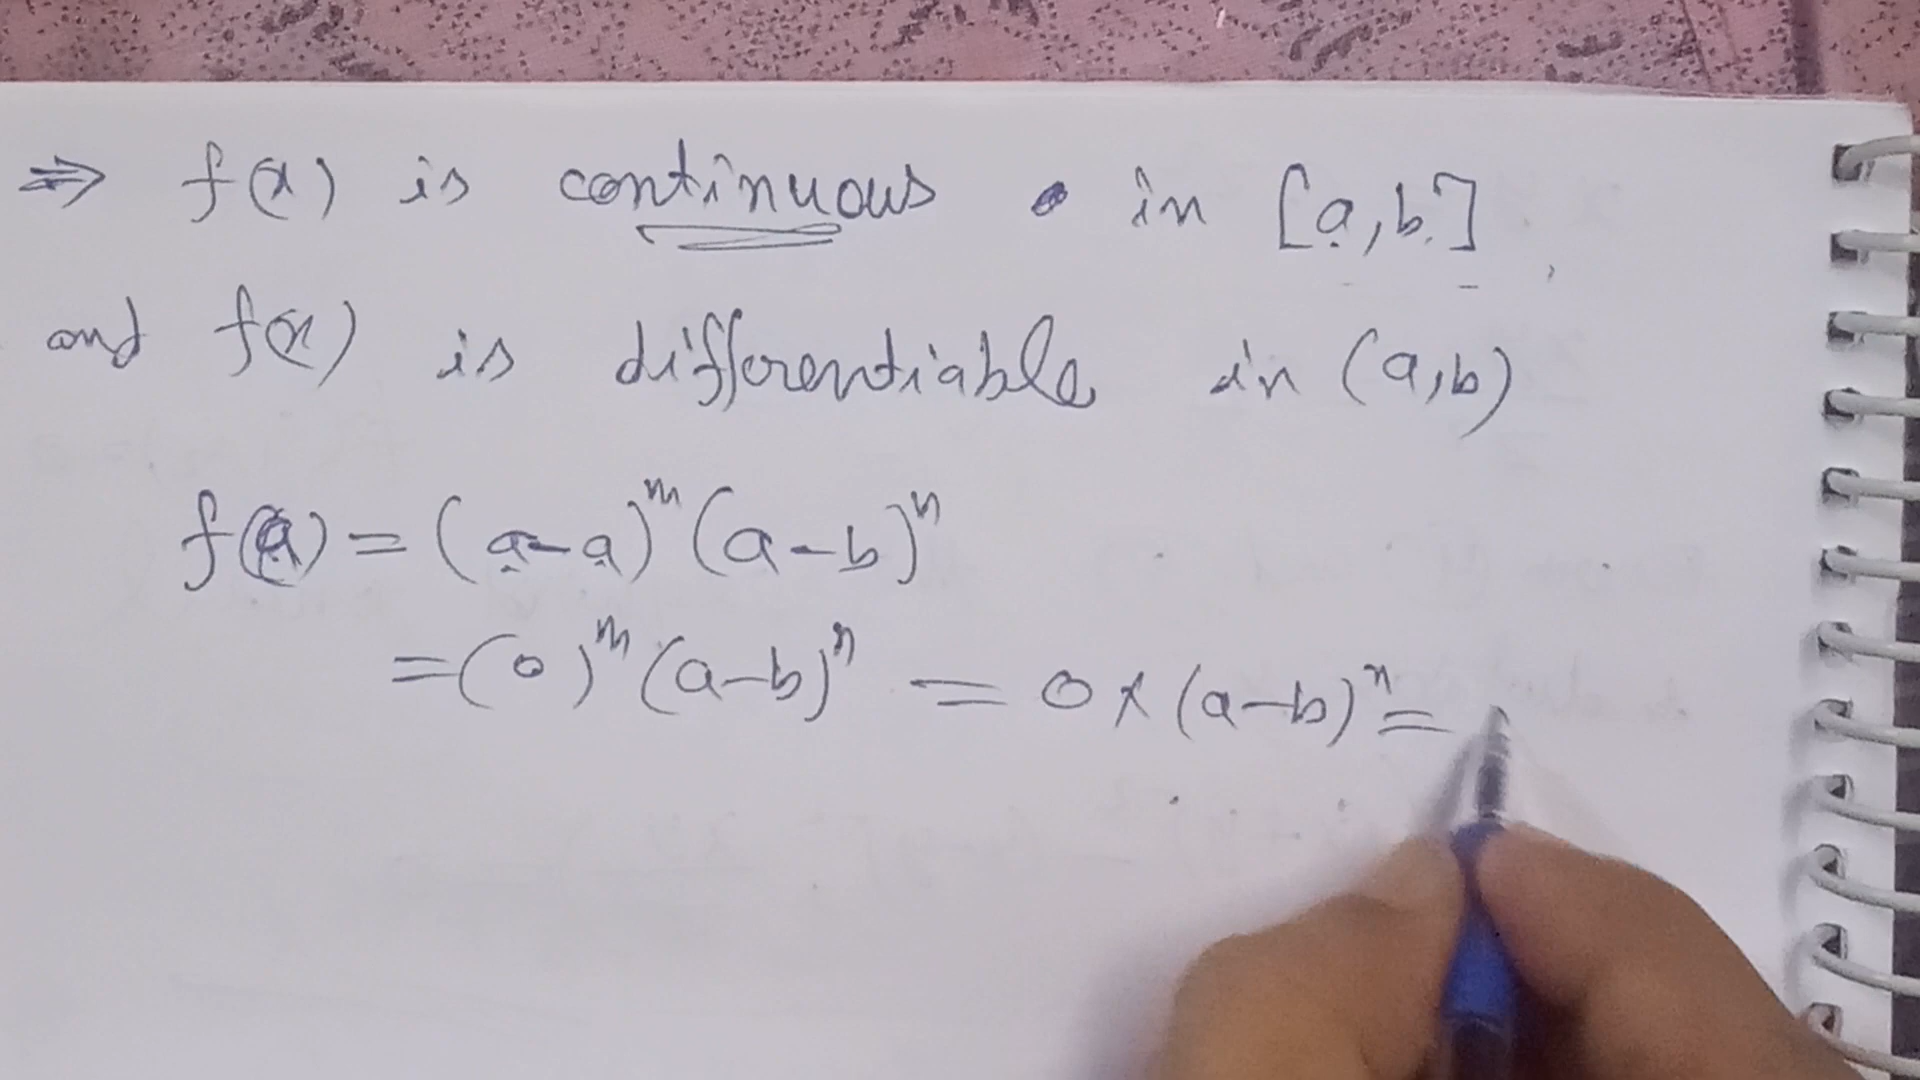 ⇒ f(x) is continuous in [a,b]
and f(x) is differentiable in (a,b)
f(a) = (a-a)^m (a-b)^n
= (0)^m (a-b)^n = 0 × (a-b)^n =